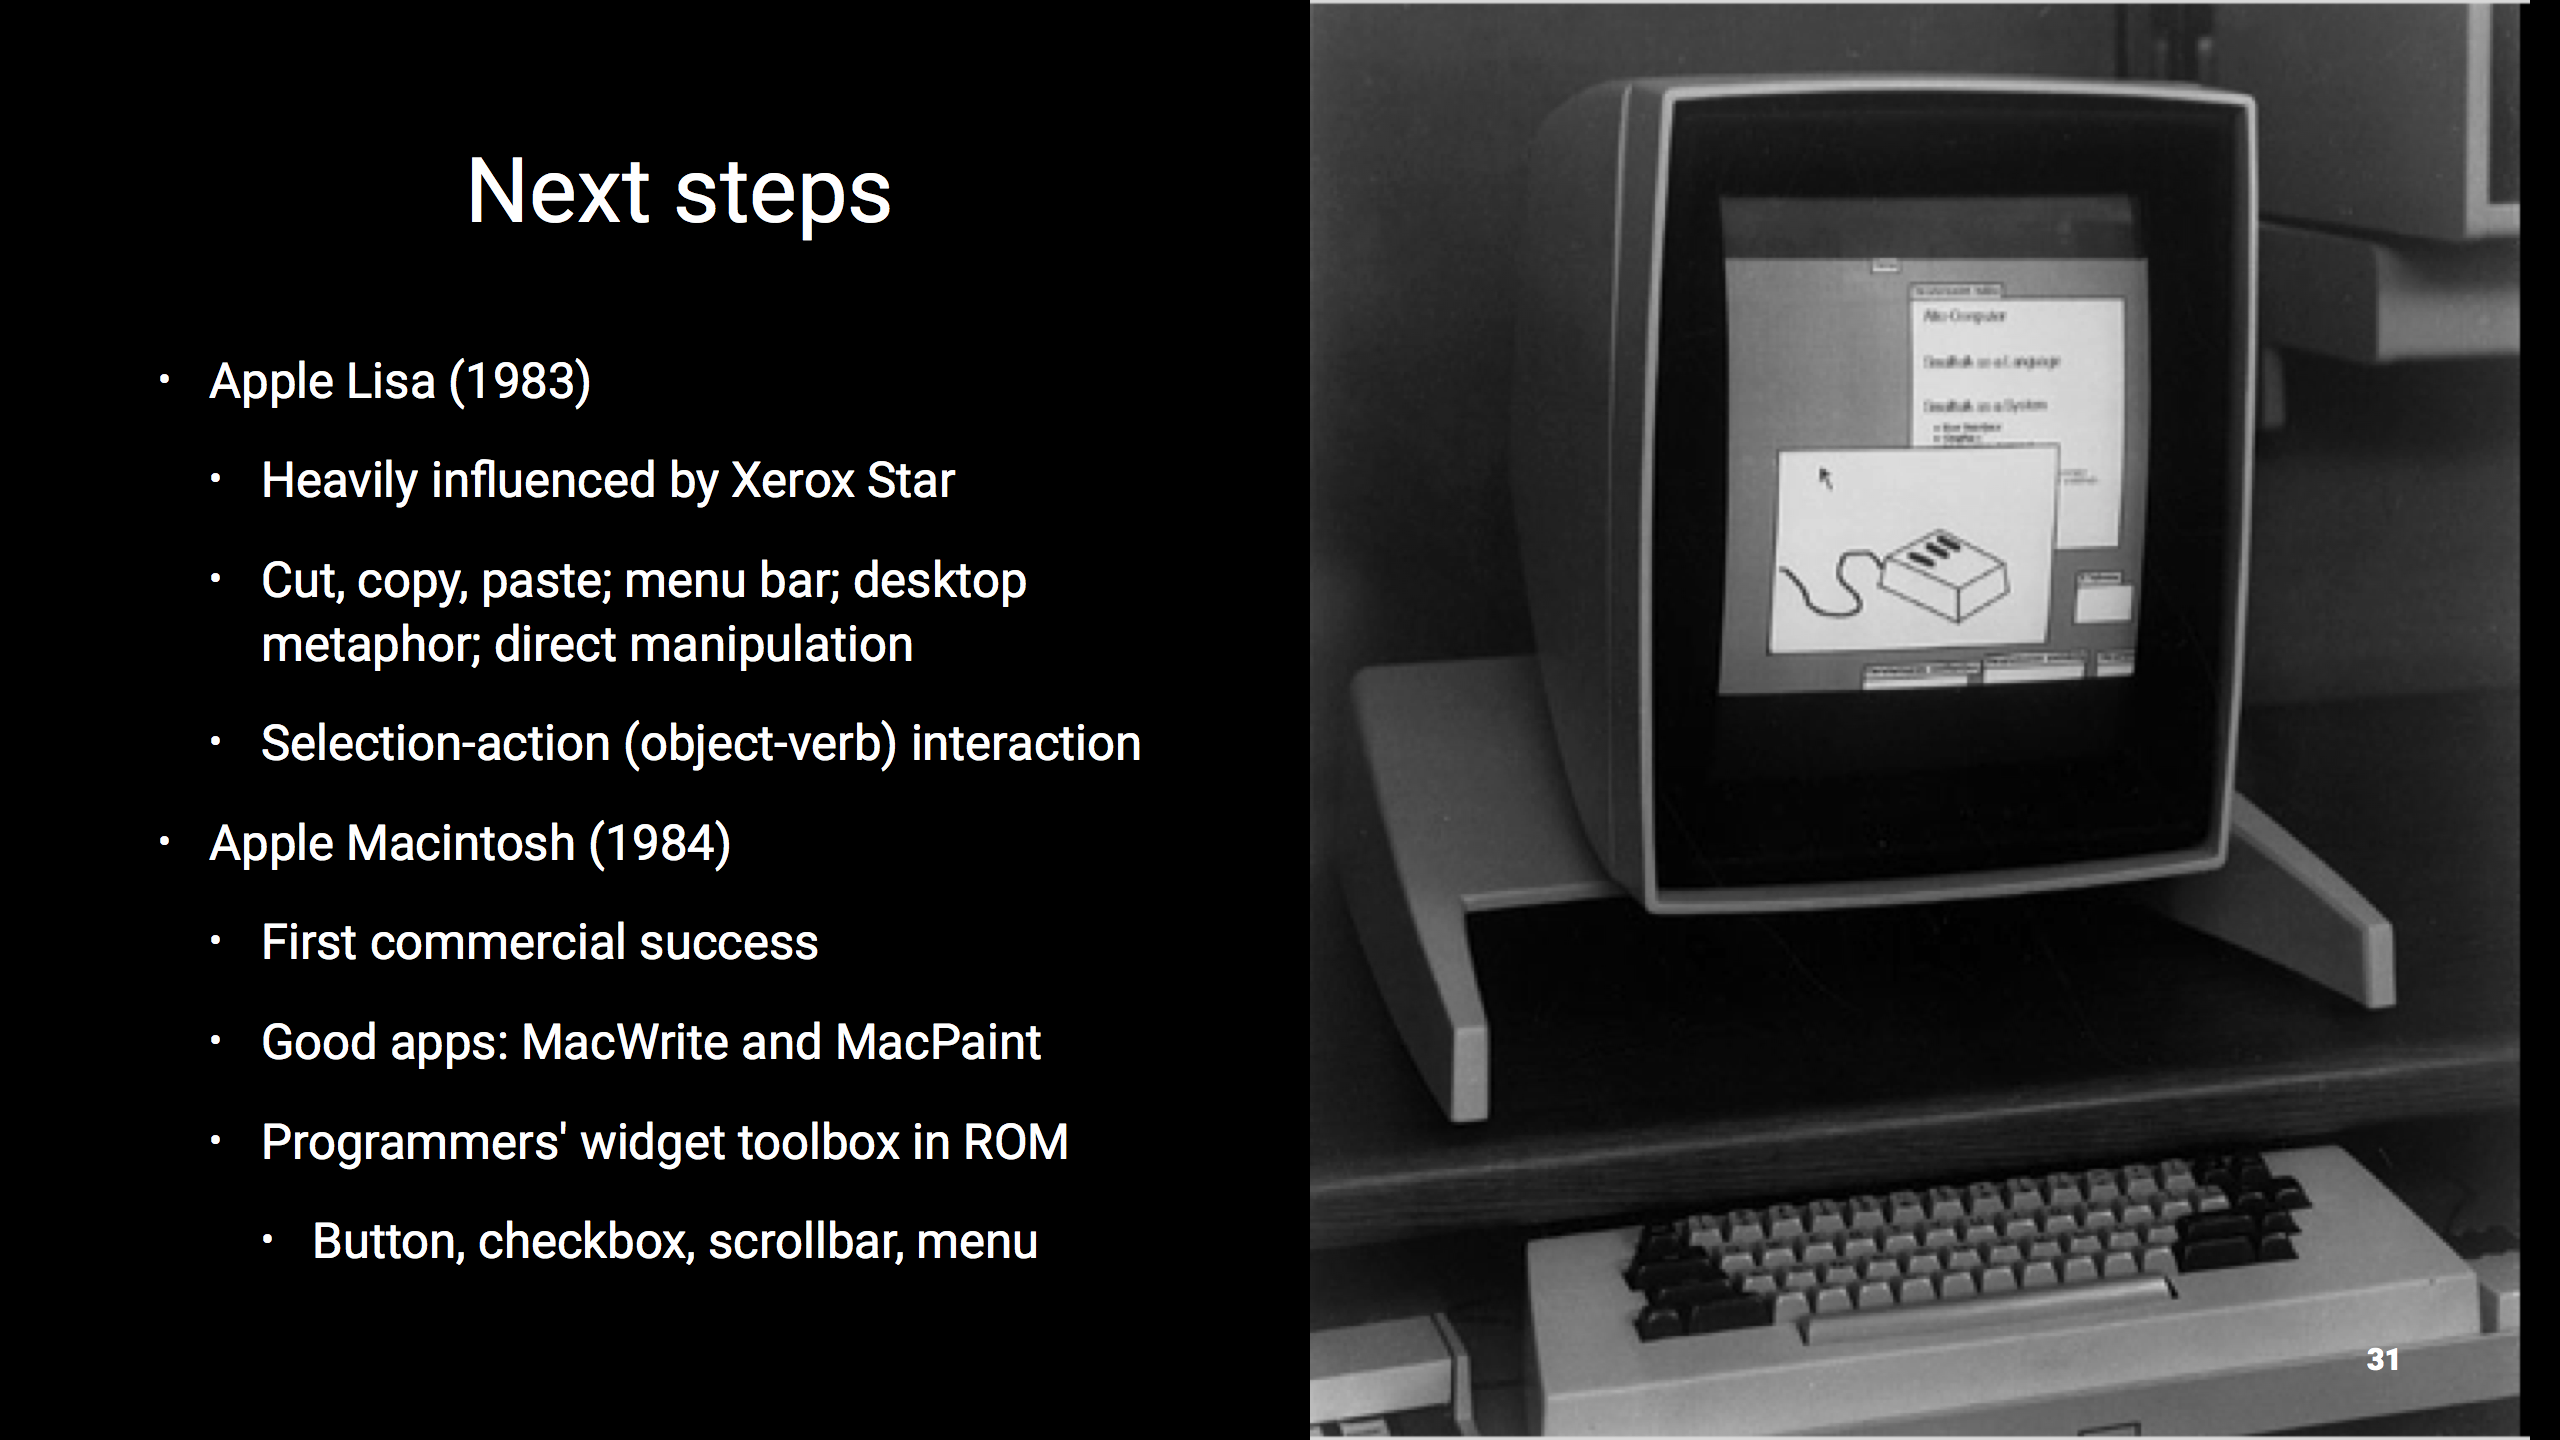 Next steps
• Apple Lisa (1983)
• Heavily influenced by Xerox Star
• Cut, copy, paste; menu bar; desktop
metaphor; direct manipulation
• Selection-action (object-verb) interaction
• Apple Macintosh (1984)
• First commercial success
• Good apps: MacWrite and MacPaint
• Programmers' widget toolbox in ROM
• Button, checkbox, scrollbar, menu
Alto-Computer
Smalltalk as a Language
Smalltalk as a System
31